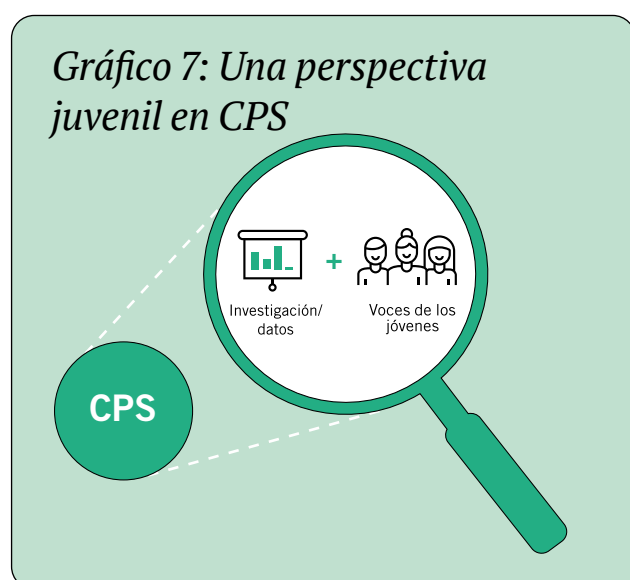 Gráfico 7: Una perspectiva
juvenil en CPS
+
Investigación/
datos
Voces de los
jóvenes
CPS